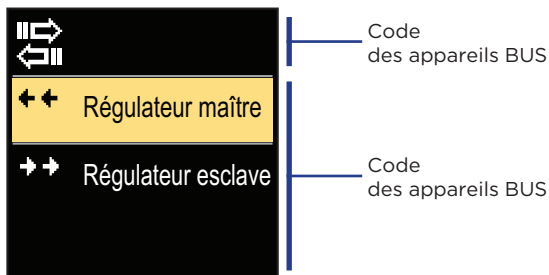 Code
des appareils BUS
Régulateur maître
Régulateur esclave
Code
des appareils BUS